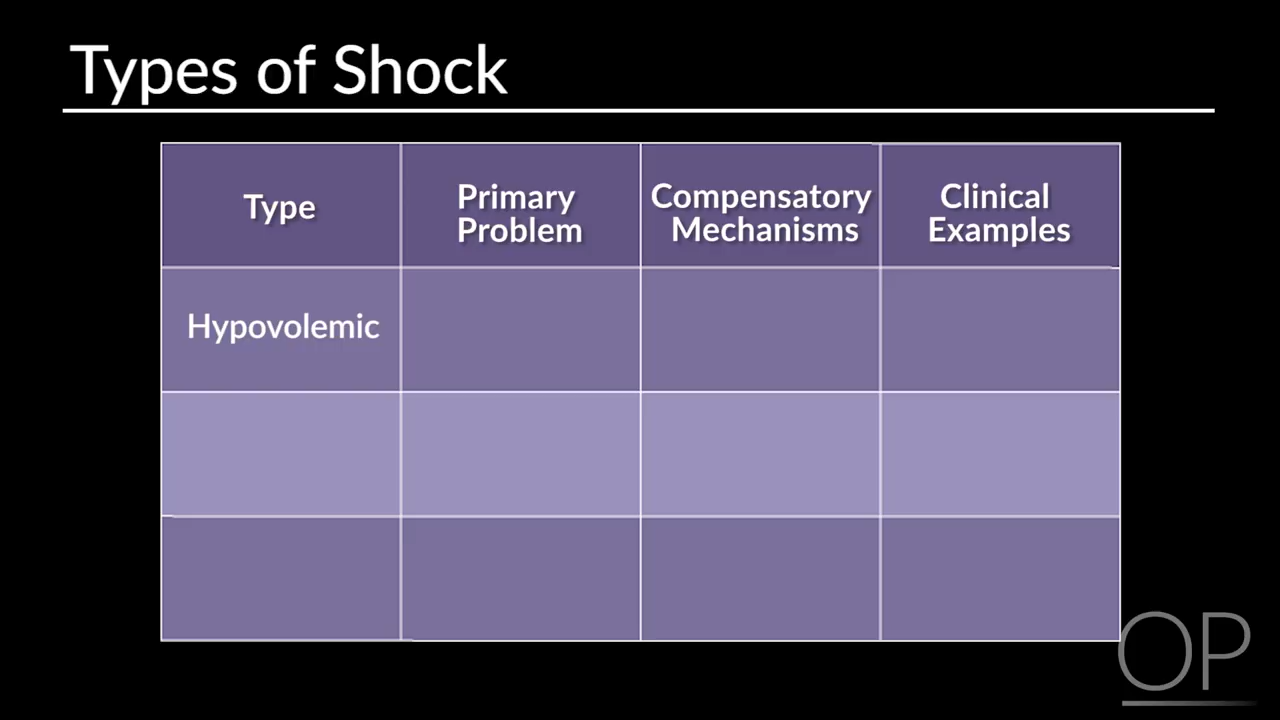 Types of Shock
Type
Primary
Problem
Compensatory
Mechanisms
Clinical
Examples
Hypovolemic
OP